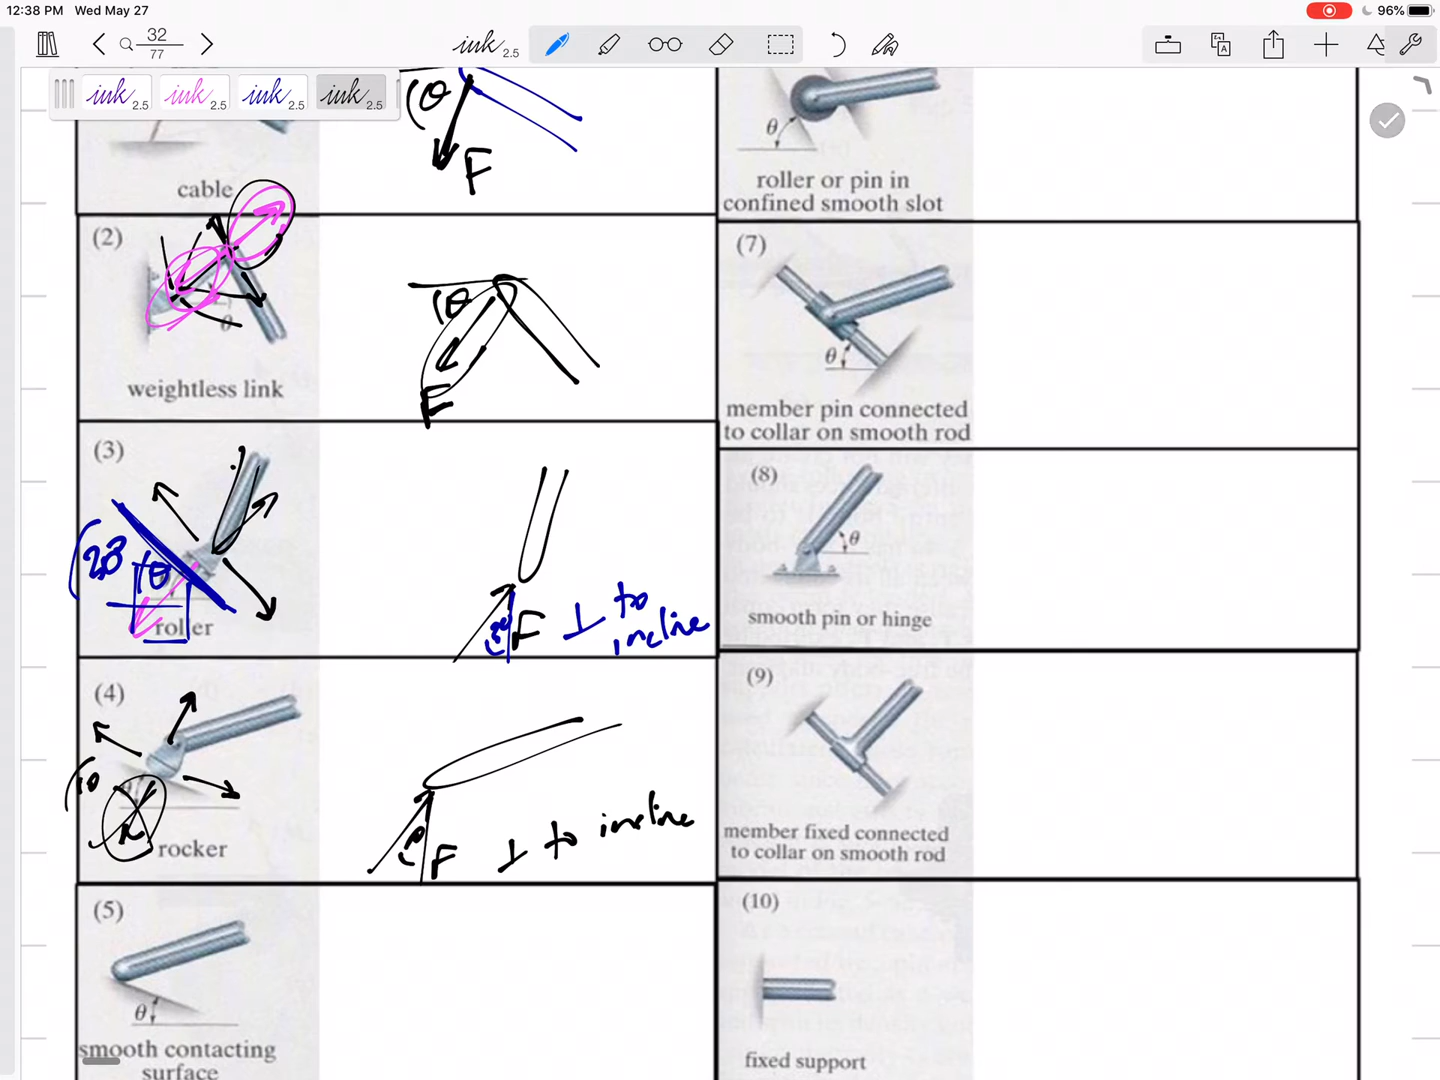 12:38 PM Wed May 27
96%
32
77
ink 2.5
ink 2.5
ink 2.5
ink 2.5
ink 2.5
cable
θ
F
θ
roller or pin in
confined smooth slot
(2)
θ
weightless link
θ
F
(7)
θ
member pin connected
to collar on smooth rod
(3)
θ
roller
F ⊥ to
incline
(8)
θ
smooth pin or hinge
(4)
rocker
F ⊥ to incline
(9)
member fixed connected
to collar on smooth rod
(5)
θ
smooth contacting
surface
(10)
fixed support